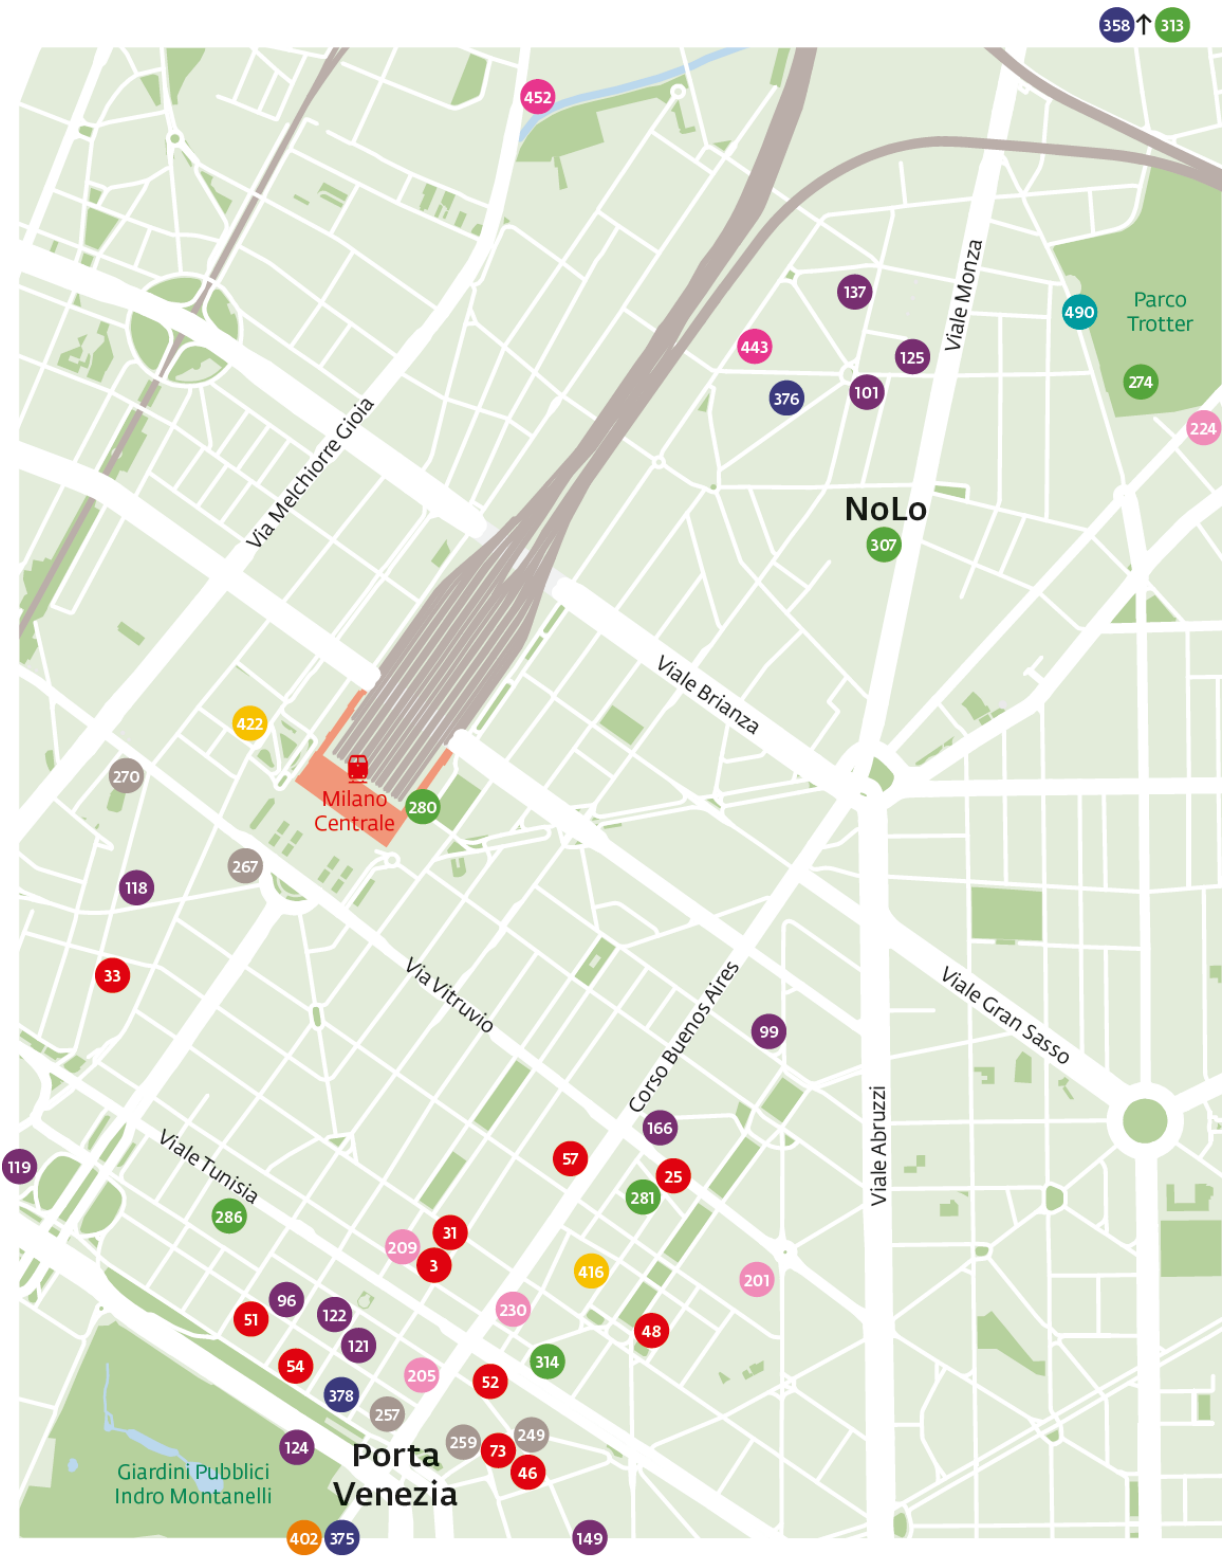 358
313
452
137
Viale Monza
490
Parco
Trotter
443
125
376
101
274
224
Via Melchiorre Gioia
NoLo
307
Viale Brianza
422
270
Milano
Centrale
280
267
118
33
Via Vitruvio
Corso Buenos Aires
Viale Gran Sasso
99
Viale Abruzzi
166
57
25
281
119
Viale Tunisia
286
31
209
3
416
201
230
96
51
122
121
48
314
54
205
52
378
257
249
259
73
124
46
Porta
Venezia
Giardini Pubblici
Indro Montanelli
402
375
149